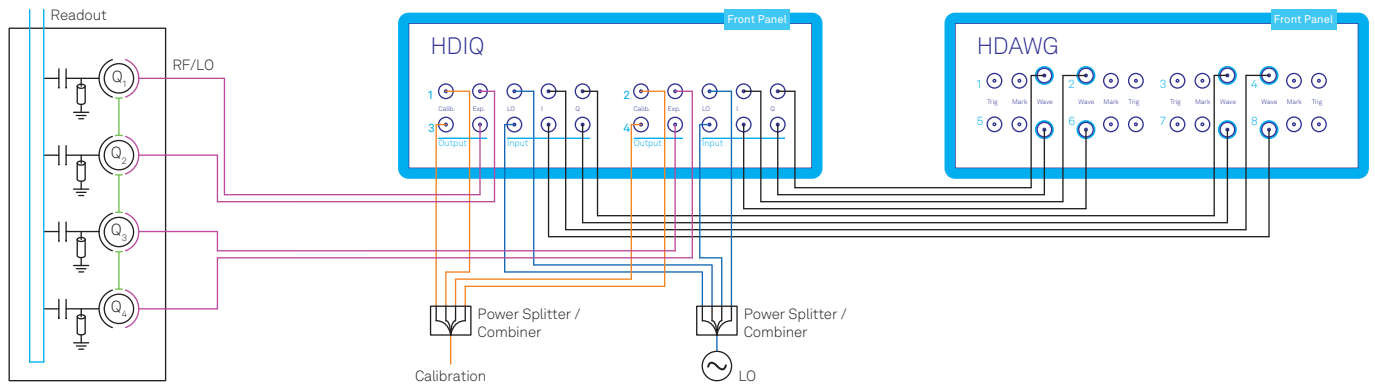 Readout
RF/LO
Q1
Q2
Q3
Q4
Front Panel
HDIQ
1
Calib.
Exp.
LO
I
Q
2
Calib.
Exp.
LO
I
Q
3
Output
Input
4
Output
Input
Front Panel
HDAWG
1
2
3
4
Trig
Mark
Wave
Wave
Mark
Trig
Trig
Mark
Wave
Wave
Mark
Trig
5
6
7
8
Power Splitter /
Combiner
Calibration
Power Splitter /
Combiner
LO